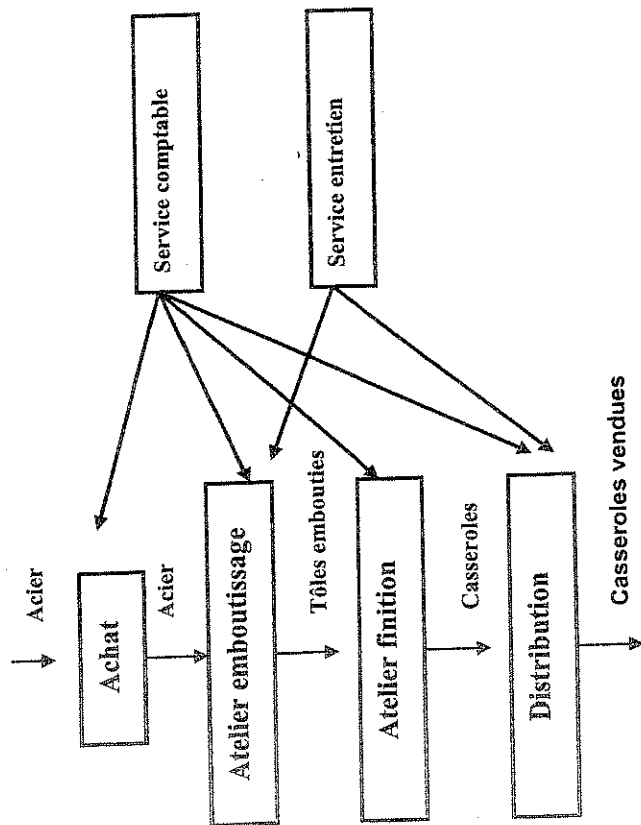 Acier
Achat
Acier
Atelier emboutissage
Tôles embouties
Atelier finition
Casseroles
Distribution
Casseroles vendues
Service comptable
Service entretien